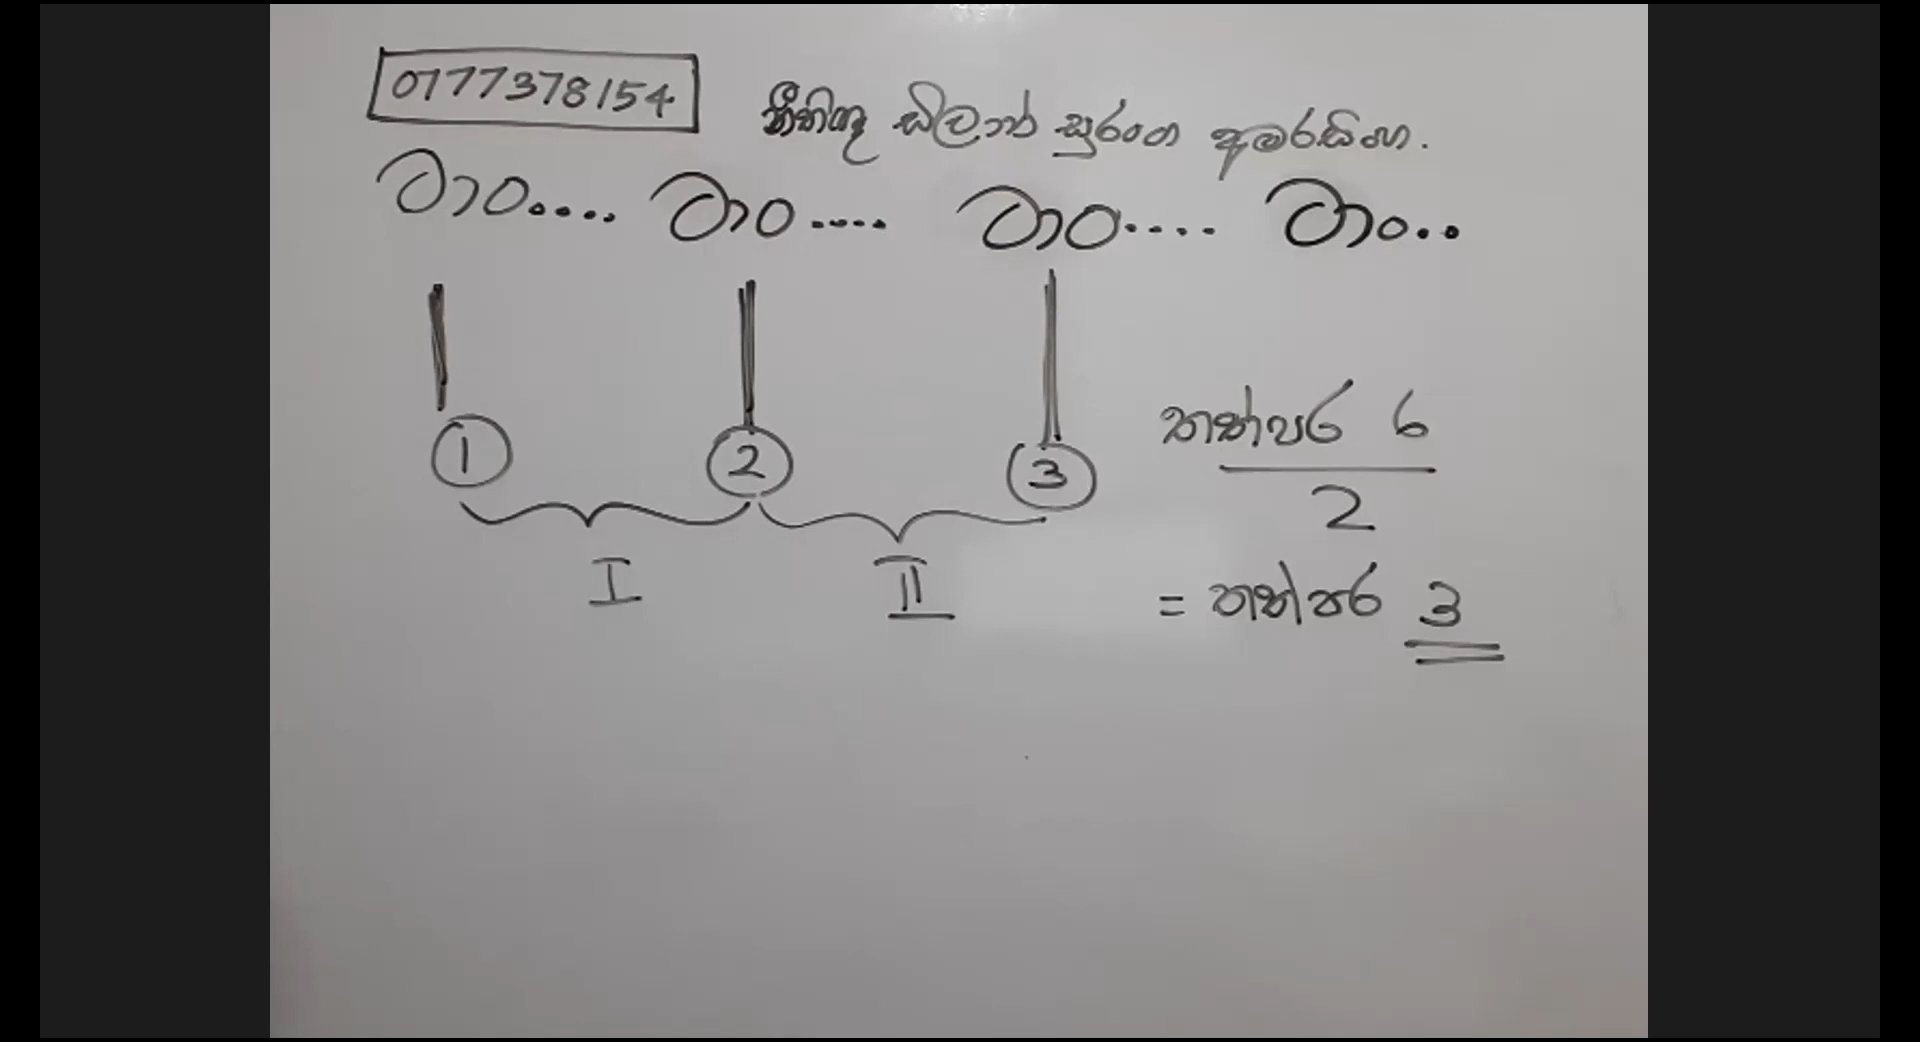 0777378154 නීතිඥ ඩිලාන් සුරංග අමරසිංහ.
ටාං.... ටාං.... ටාං.... ටාං..
1 2 3
I II
තත්පර 6
2
= තත්පර 3